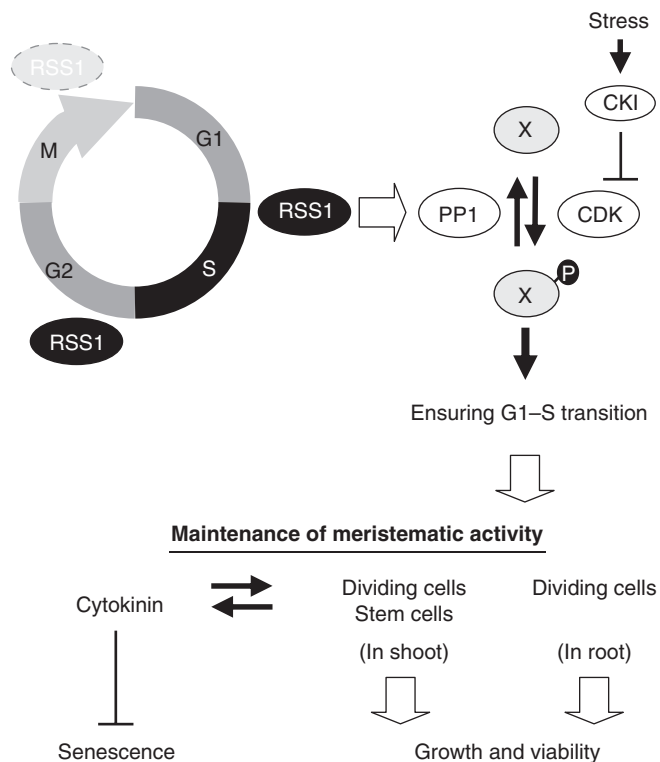 Stress
RSS1
CKI
X
M
G1
RSS1
PP1
CDK
G2
S
P
X
RSS1
Ensuring G1–S transition
Maintenance of meristematic activity
Cytokinin
Dividing cells
Stem cells
(In shoot)
Dividing cells
(In root)
Senescence
Growth and viability